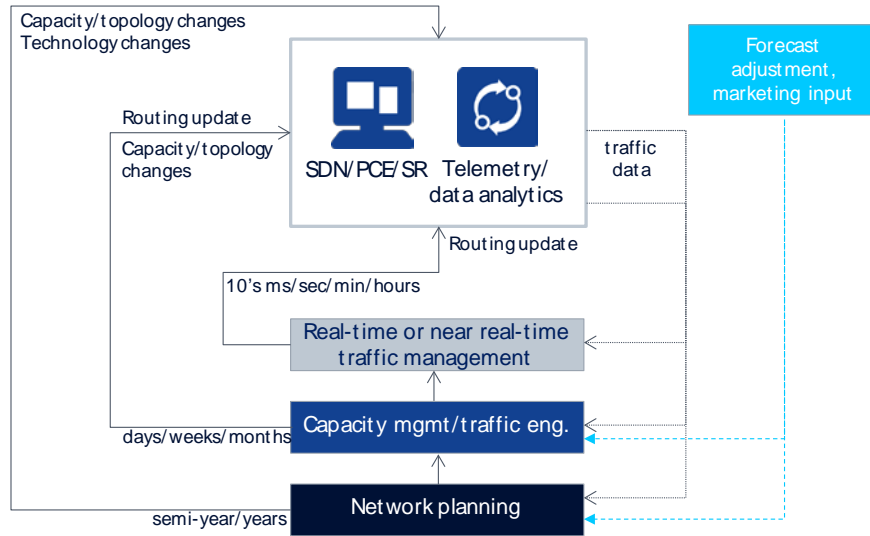 Capacity/topology changes
Technology changes
Forecast
adjustment,
marketing input
Routing update
Capacity/topology
changes
SDN/PCE/SR
Telemetry/
data analytics
traffic
data
Routing update
10's ms/sec/min/hours
Real-time or near real-time
traffic management
Capacity mgmt/traffic eng.
days/weeks/months
Network planning
semi-year/years